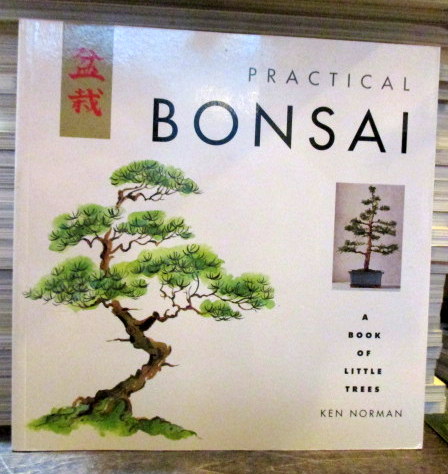 盆
栽
PRACTICAL
BONSAI
A
BOOK
OF
LITTLE
TREES
KEN NORMAN